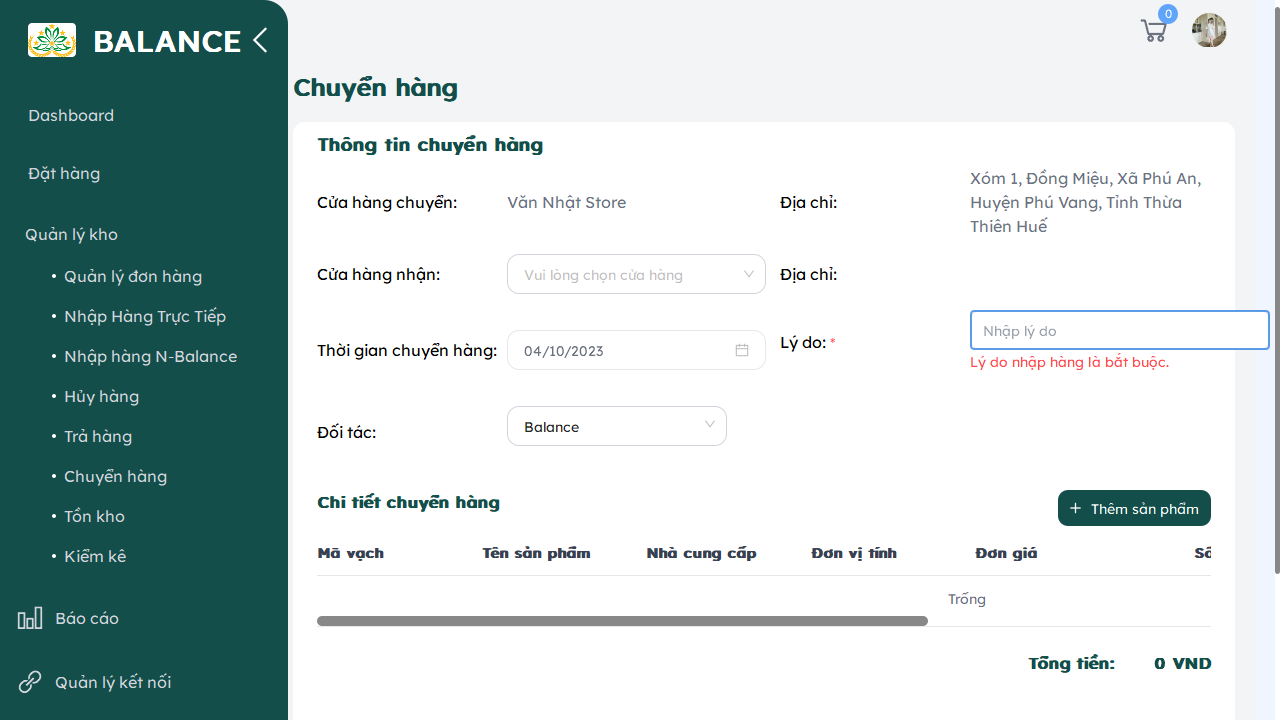 BALANCE
0
Dashboard
Đặt hàng
Quản lý kho
• Quản lý đơn hàng
• Nhập Hàng Trực Tiếp
• Nhập hàng N-Balance
• Hủy hàng
• Trả hàng
• Chuyển hàng
• Tồn kho
• Kiểm kê
Báo cáo
Quản lý kết nối
Chuyển hàng
Thông tin chuyển hàng
Cửa hàng chuyển: Văn Nhật Store Địa chỉ: Xóm 1, Đồng Miệu, Xã Phú An,
Huyện Phú Vang, Tỉnh Thừa
Thiên Huế
Cửa hàng nhận: Vui lòng chọn cửa hàng Địa chỉ:
Thời gian chuyển hàng: 04/10/2023 Lý do: * Nhập lý do
Lý do nhập hàng là bắt buộc.
Đối tác: Balance
Chi tiết chuyển hàng + Thêm sản phẩm
Mã vạch Tên sản phẩm Nhà cung cấp Đơn vị tính Đơn giá Số
Trống
Tổng tiền: 0 VND